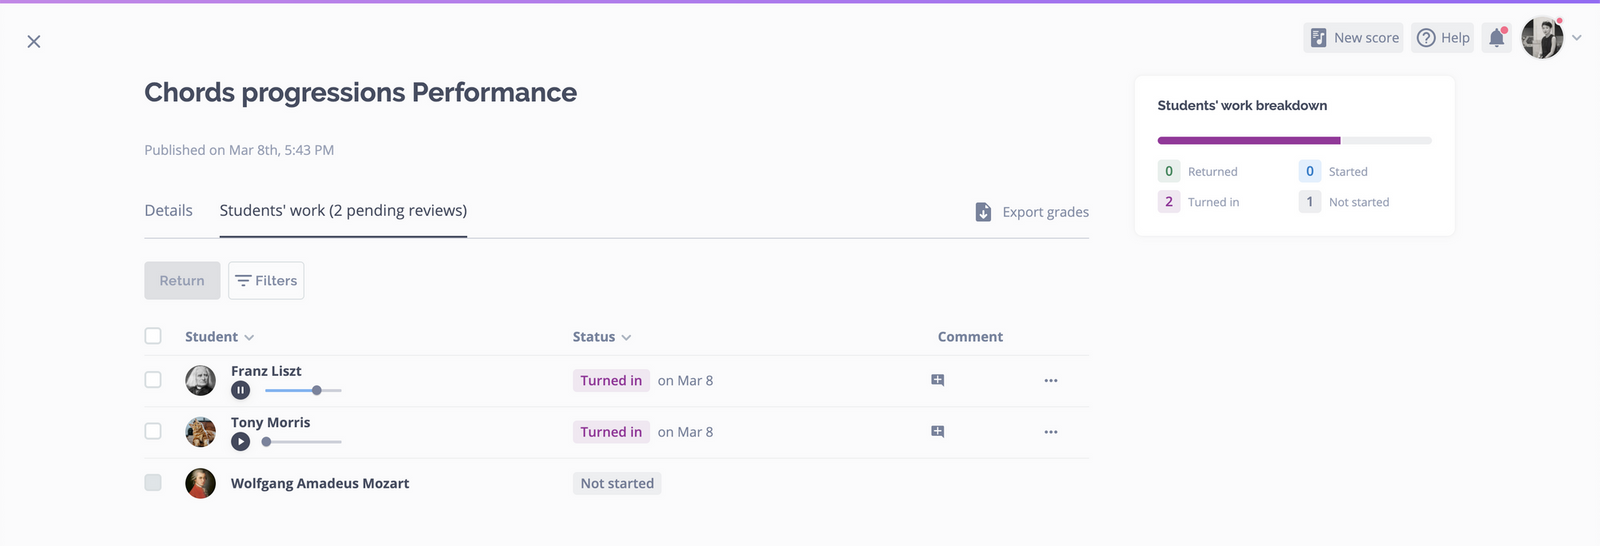 New score
Help
Chords progressions Performance
Published on Mar 8th, 5:43 PM
Details
Students' work (2 pending reviews)
Export grades
Students' work breakdown
0 Returned
0 Started
2 Turned in
1 Not started
Return
Filters
Student
Status
Comment
Franz Liszt
Turned in on Mar 8
Tony Morris
Turned in on Mar 8
Wolfgang Amadeus Mozart
Not started